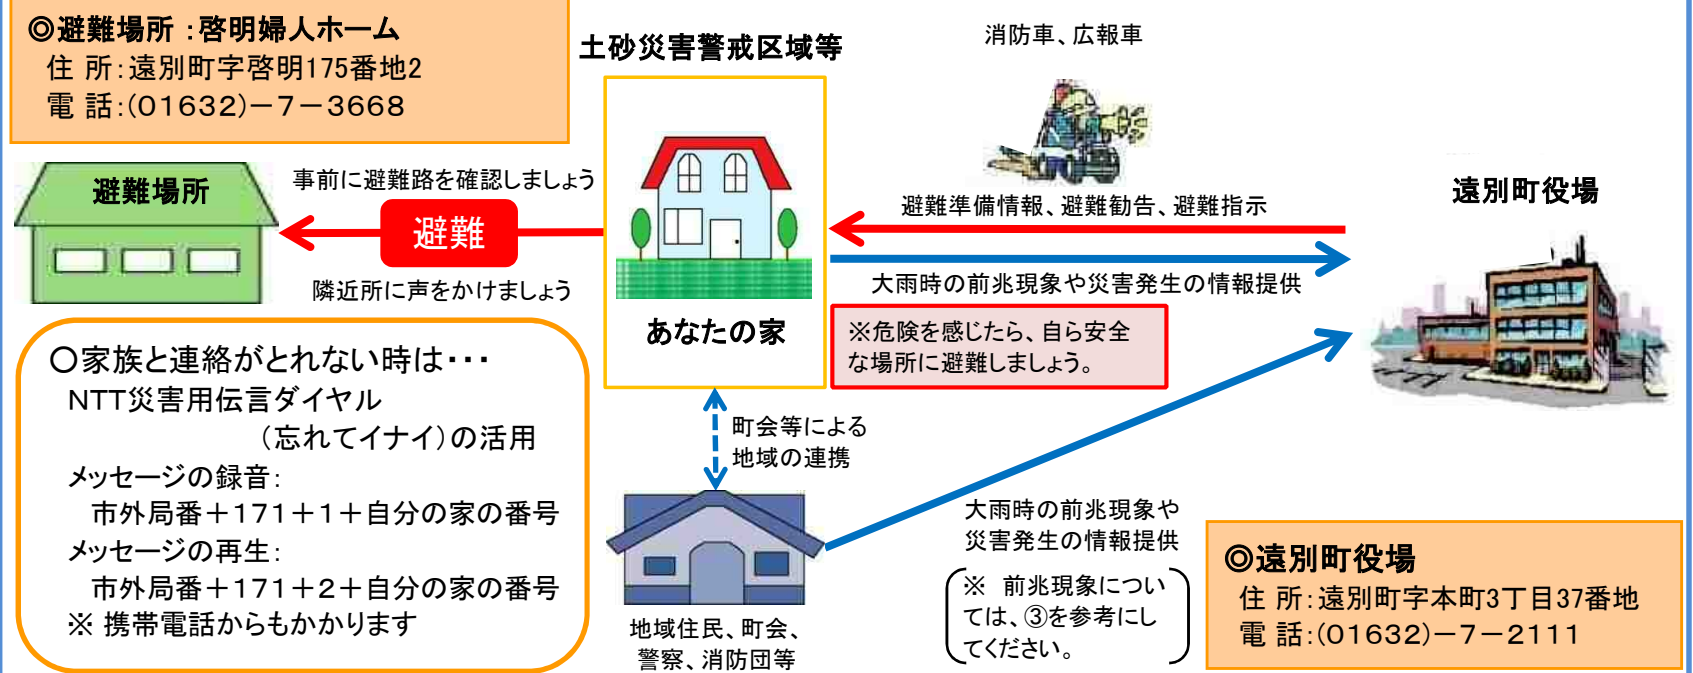 ◎避難場所：啓明婦人ホーム
住 所：遠別町字啓明175番地2
電 話：(01632)－7－3668
土砂災害警戒区域等
消防車、広報車
避難場所
事前に避難路を確認しましょう
避難
隣近所に声をかけましょう
避難準備情報、避難勧告、避難指示
大雨時の前兆現象や災害発生の情報提供
遠別町役場
あなたの家
※危険を感じたら、自ら安全
な場所に避難しましょう。
〇家族と連絡がとれない時は・・・
NTT災害用伝言ダイヤル
（忘れてイナイ）の活用
メッセージの録音：
市外局番＋171＋1＋自分の家の番号
メッセージの再生：
市外局番＋171＋2＋自分の家の番号
※ 携帯電話からもかかります
町会等による
地域の連携
地域住民、町会、
警察、消防団等
大雨時の前兆現象や
災害発生の情報提供
※ 前兆現象につい
ては、③を参考にし
てください。
◎遠別町役場
住 所：遠別町字本町3丁目37番地
電 話：(01632)－7－2111